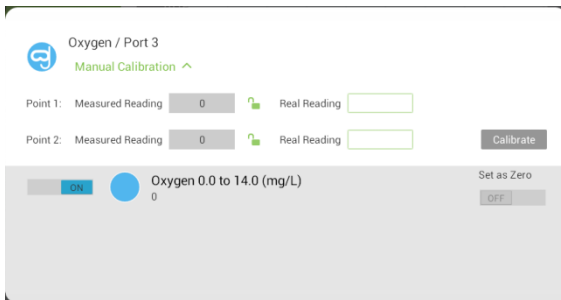 Oxygen / Port 3
Manual Calibration
Point 1: Measured Reading 0 Real Reading
Point 2: Measured Reading 0 Real Reading Calibrate
ON Oxygen 0.0 to 14.0 (mg/L) Set as Zero
0 OFF